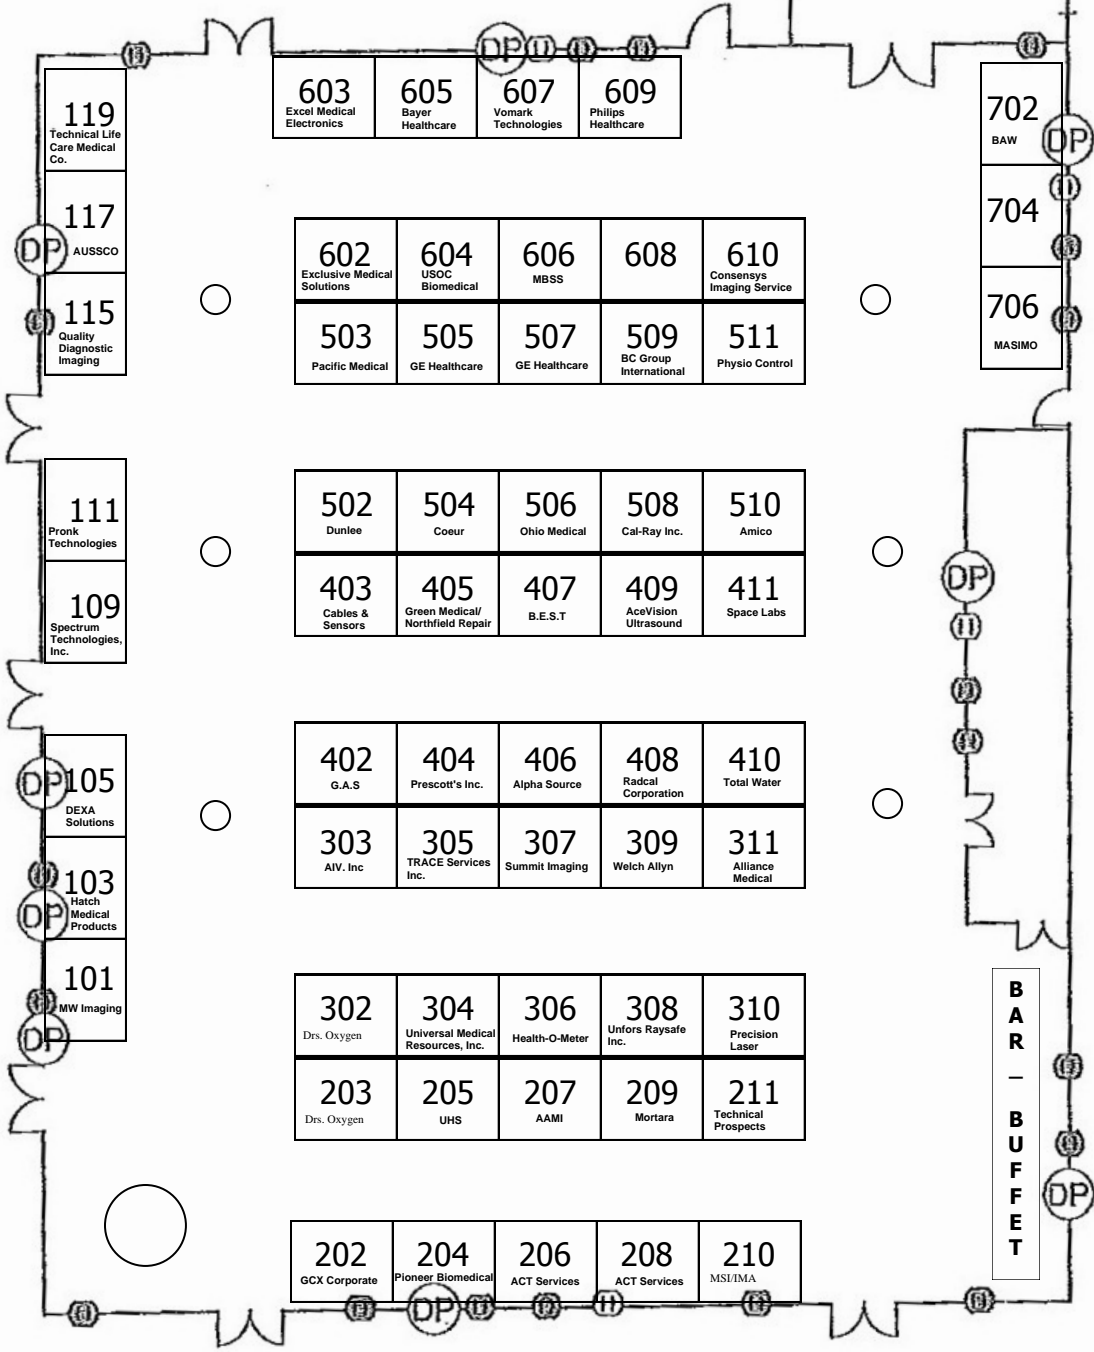 DP
603
Excel Medical
Electronics
605
Bayer
Healthcare
607
Vomark
Technologies
609
Philips
Healthcare
119
Technical Life
Care Medical
Co.
117
AUSSCO
DP
115
Quality
Diagnostic
Imaging
702
BAW
DP
704
706
MASIMO
602
Exclusive Medical
Solutions
604
USOC
Biomedical
606
MBSS
608
610
Consensys
Imaging Service
503
Pacific Medical
505
GE Healthcare
507
GE Healthcare
509
BC Group
International
511
Physio Control
111
Pronk
Technologies
109
Spectrum
Technologies,
Inc.
502
Dunlee
504
Coeur
506
Ohio Medical
508
Cal-Ray Inc.
510
Amico
403
Cables &
Sensors
405
Green Medical/
Northfield Repair
407
B.E.S.T
409
AceVision
Ultrasound
411
Space Labs
DP
DP
105
DEXA
Solutions
103
Hatch
Medical
Products
DP
101
MW Imaging
DP
402
G.A.S
404
Prescott's Inc.
406
Alpha Source
408
Radcal
Corporation
410
Total Water
303
AIV. Inc
305
TRACE Services
Inc.
307
Summit Imaging
309
Welch Allyn
311
Alliance
Medical
302
Drs. Oxygen
304
Universal Medical
Resources, Inc.
306
Health-O-Meter
308
Unfors Raysafe
Inc.
310
Precision
Laser
203
Drs. Oxygen
205
UHS
207
AAMI
209
Mortara
211
Technical
Prospects
BAR – BUFFET
DP
202
GCX Corporate
204
Pioneer Biomedical
206
ACT Services
208
ACT Services
210
MSI/IMA
DP